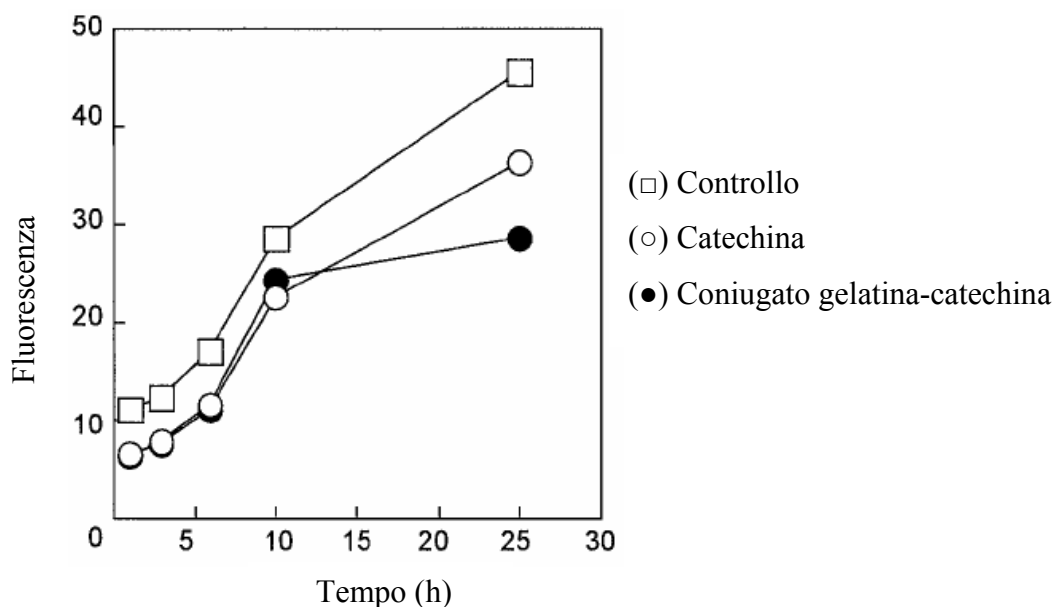 50
40
30
20
10
0
Fluorescenza
5 10 15 20 25 30
Tempo (h)
(□) Controllo
(○) Catechina
(●) Coniugato gelatina-catechina